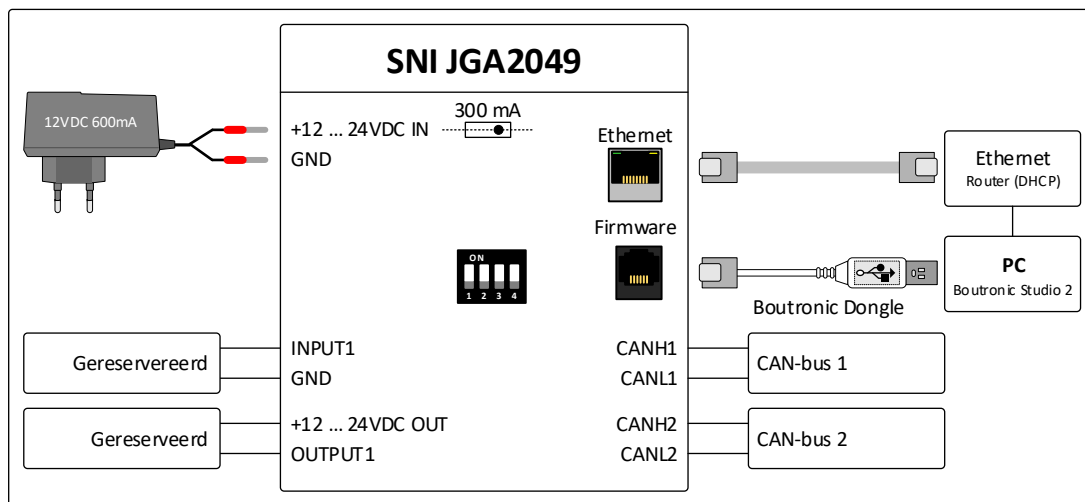 SNI JGA2049
12VDC 600mA
+12 ... 24VDC IN
GND
300 mA
Ethernet
Ethernet
Router (DHCP)
Firmware
ON
1 2 3 4
PC
Boutronic Studio 2
Boutronic Dongle
Gereservereerd
INPUT1
GND
CANH1
CANL1
CAN-bus 1
Gereserveerd
+12 ... 24VDC OUT
OUTPUT1
CANH2
CANL2
CAN-bus 2